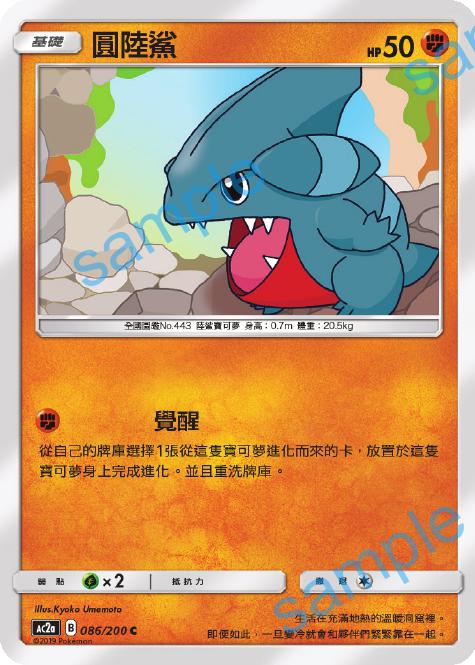 基礎 圓陸鯊 HP50
sample
sample
全國圖鑑No.443 陸鯊寶可夢 身高：0.7m 體重：20.5kg
覺醒
從自己的牌庫選擇1張從這隻寶可夢進化而來的卡，放置於這隻
寶可夢身上完成進化。並且重洗牌庫。
sample
弱點 ×2 抵抗力 撤退
Illus.Kyoko Umemoto
AC2a B 086/200 C
©2019 Pokémon
生活在充滿地熱的溫暖洞窟裡。
即便如此，一旦變冷就會和夥伴們緊緊靠在一起。